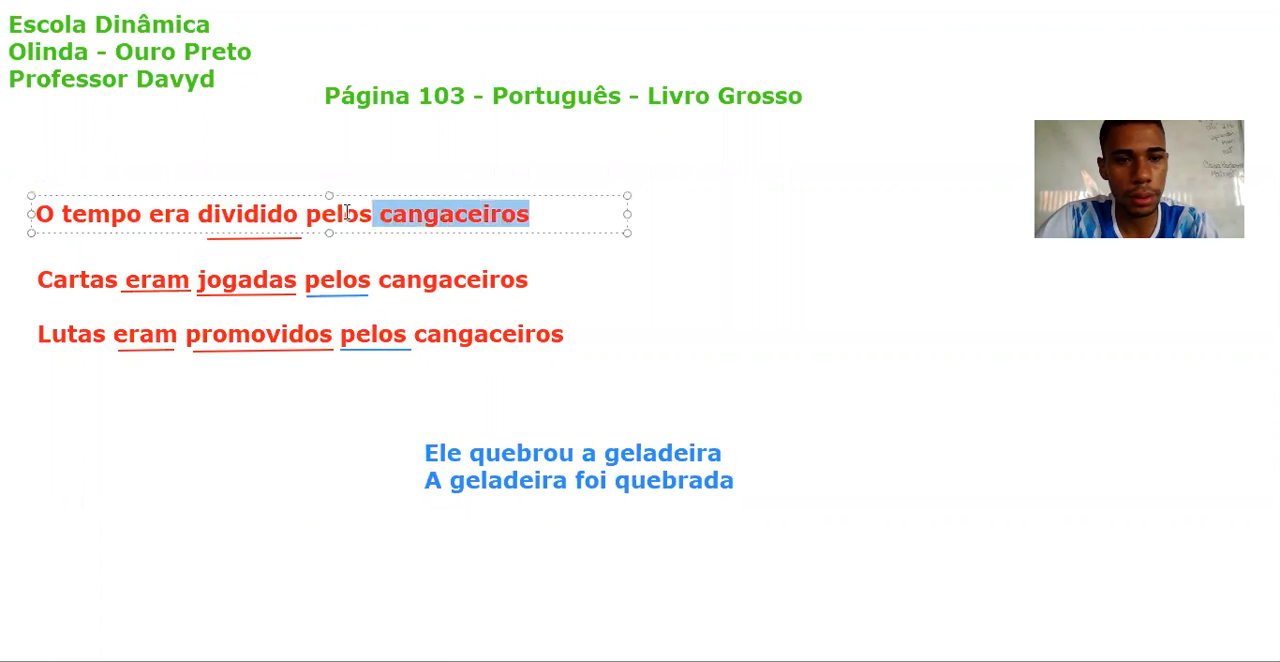 Escola Dinâmica
Olinda - Ouro Preto
Professor Davyd
Página 103 - Português - Livro Grosso
O tempo era dividido pelos cangaceiros
Cartas eram jogadas pelos cangaceiros
Lutas eram promovidos pelos cangaceiros
Ele quebrou a geladeira
A geladeira foi quebrada